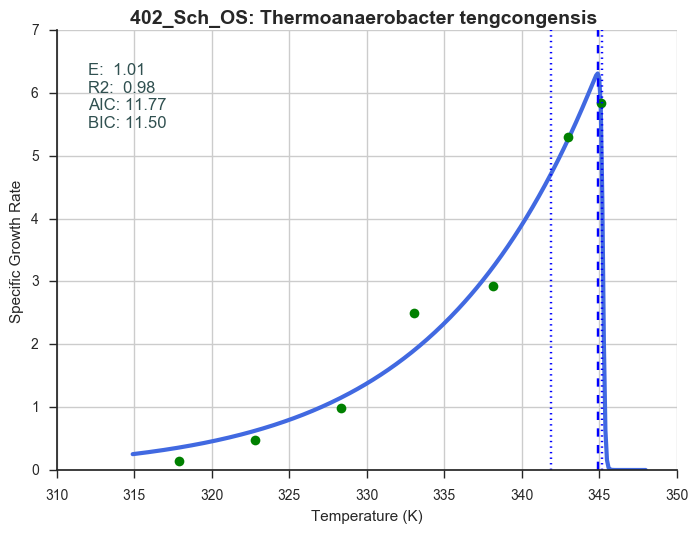 402_Sch_OS: Thermoanaerobacter tengcongensis
E:  1.01
R2:  0.98
AIC: 11.77
BIC: 11.50
Specific Growth Rate
7
6
5
4
3
2
1
0
310 315 320 325 330 335 340 345 350
Temperature (K)